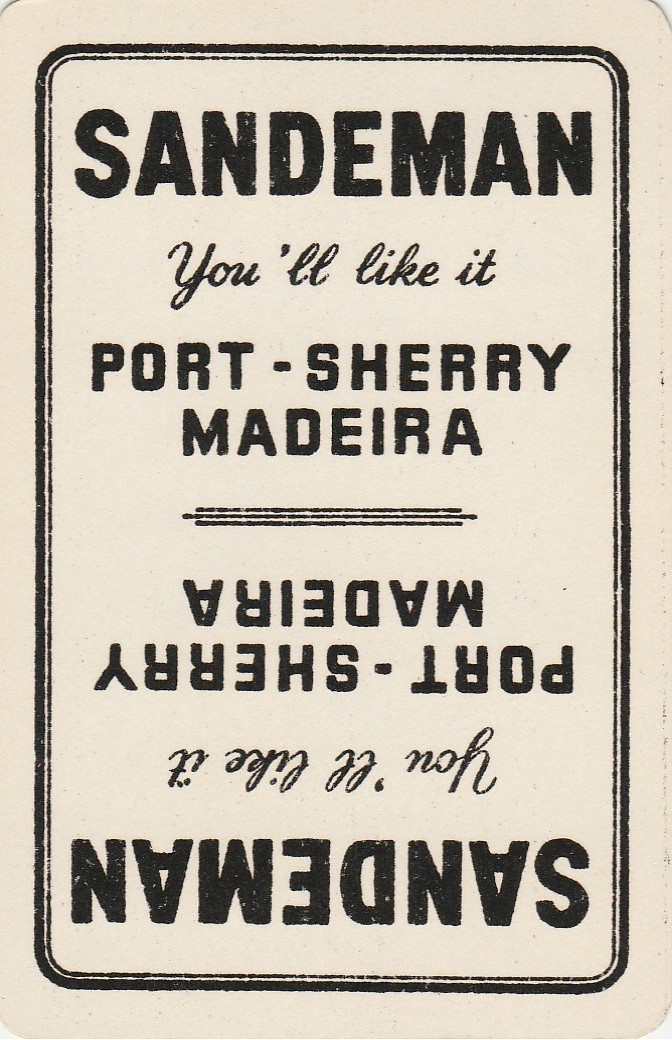 SANDEMAN
You'll like it
PORT - SHERRY
MADEIRA
SANDEMAN
You'll like it
PORT - SHERRY
MADEIRA